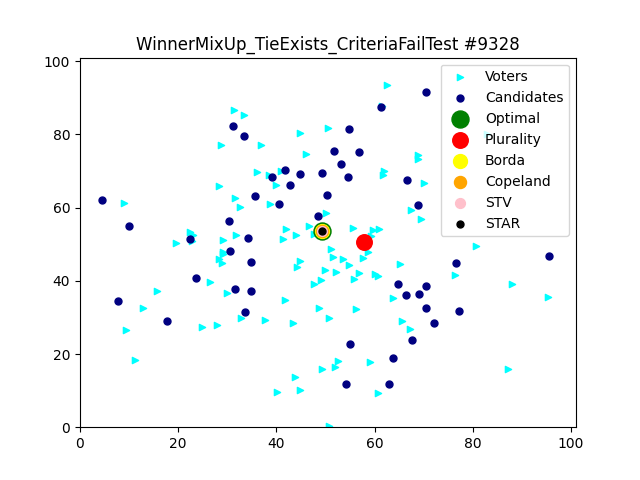 WinnerMixUp_TieExists_CriteriaFailTest #9328
100
80
60
40
20
0
0
20
40
60
80
100
Voters
Candidates
Optimal
Plurality
Borda
Copeland
STV
STAR